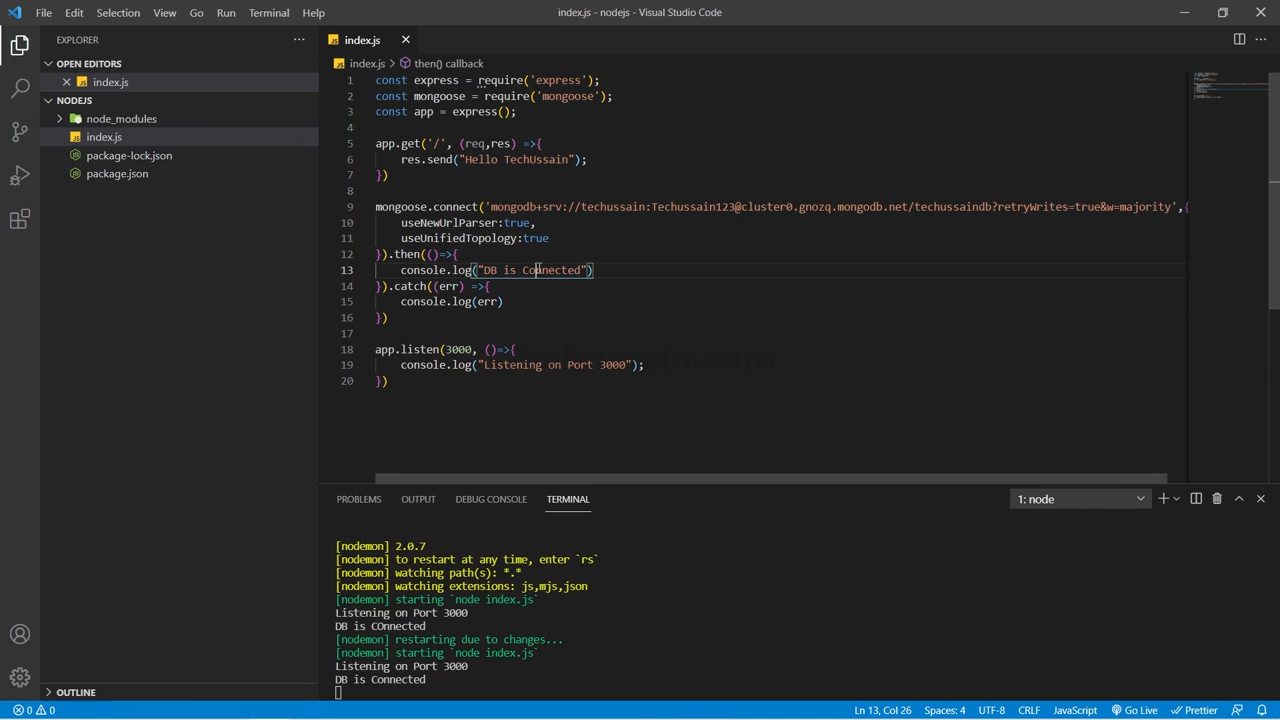 File Edit Selection View Go Run Terminal Help
index.js - nodejs - Visual Studio Code
EXPLORER
OPEN EDITORS
index.js
NODEJS
node_modules
index.js
package-lock.json
package.json
OUTLINE
index.js
index.js > then() callback
1 const express = require('express');
2 const mongoose = require('mongoose');
3 const app = express();
4
5 app.get('/', (req,res) =>{
6 res.send("Hello TechUssain");
7 })
8
9 mongoose.connect('mongodb+srv://techussain:Techussain123@cluster0.gnozq.mongodb.net/techussaindb?retryWrites=true&w=majority',{
10 useNewUrlParser:true,
11 useUnifiedTopology:true
12 }).then(()=>{
13 console.log("DB is Connected")
14 }).catch((err) =>{
15 console.log(err)
16 })
17
18 app.listen(3000, ()=>{
19 console.log("Listening on Port 3000");
20 })
PROBLEMS OUTPUT DEBUG CONSOLE TERMINAL
1: node
[nodemon] 2.0.7
[nodemon] to restart at any time, enter `rs`
[nodemon] watching path(s): *.*
[nodemon] watching extensions: js,mjs,json
[nodemon] starting `node index.js`
Listening on Port 3000
DB is COnnected
[nodemon] restarting due to changes...
[nodemon] starting `node index.js`
Listening on Port 3000
DB is Connected
0 0
Ln 13, Col 26 Spaces: 4 UTF-8 CRLF JavaScript Go Live Prettier